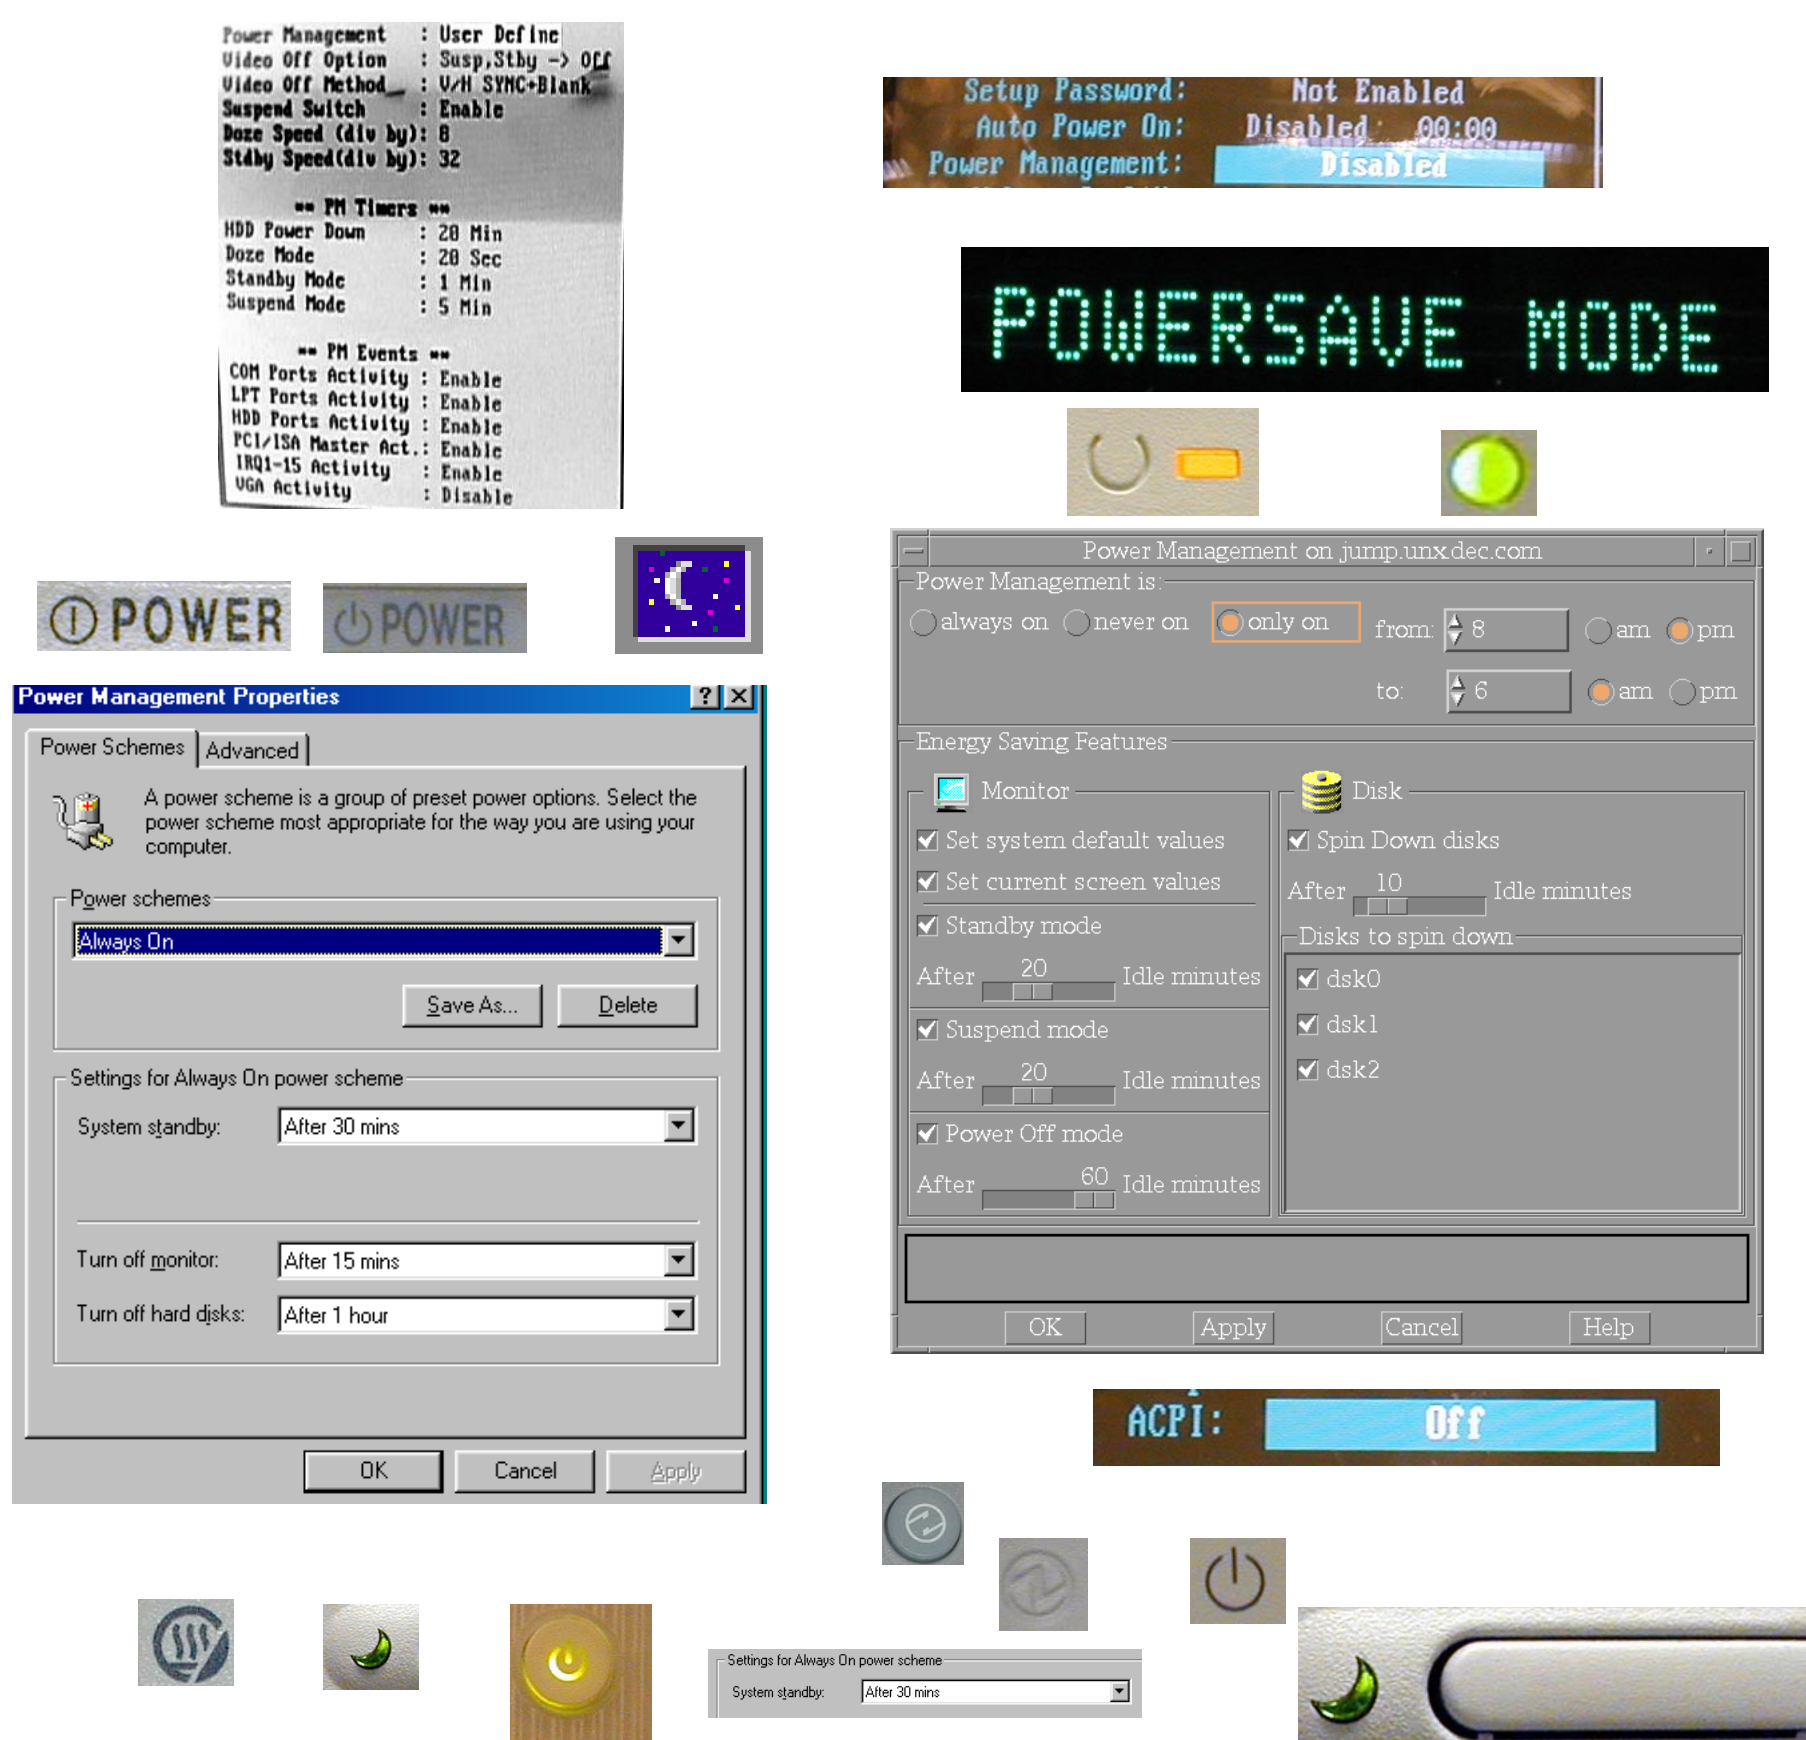 Power Management : User Define
Video Off Option : Susp,Stby -> Off
Video Off Method : V/H SYNC+Blank
Suspend Switch : Enable
Doze Speed (div by): 8
Stdby Speed(div by): 32
** PM Timers **
HDD Power Down : 20 Min
Doze Mode : 20 Sec
Standby Mode : 1 Min
Suspend Mode : 5 Min
** PM Events **
COM Ports Activity : Enable
LPT Ports Activity : Enable
HDD Ports Activity : Enable
PCI/ISA Master Act.: Enable
IRQ1-15 Activity : Enable
VGA Activity : Disable
Setup Password: Not Enabled
Auto Power On: Disabled 00:00
Power Management: Disabled
POWERSAVE MODE
POWER
POWER
Power Management Properties
Power Schemes Advanced
A power scheme is a group of preset power options. Select the
power scheme most appropriate for the way you are using your
computer.
Power schemes
Always On
Save As... Delete
Settings for Always On power scheme
System standby: After 30 mins
Turn off monitor: After 15 mins
Turn off hard disks: After 1 hour
OK Cancel Apply
Power Management on jump.unx.dec.com
Power Management is:
always on never on only on from: 8 am pm
to: 6 am pm
Energy Saving Features
Monitor
Set system default values
Set current screen values
Standby mode
After 20 Idle minutes
Suspend mode
After 20 Idle minutes
Power Off mode
After 60 Idle minutes
Disk
Spin Down disks
After 10 Idle minutes
Disks to spin down
dsk0
dsk1
dsk2
OK Apply Cancel Help
ACPI: Off
Settings for Always On power scheme
System standby: After 30 mins